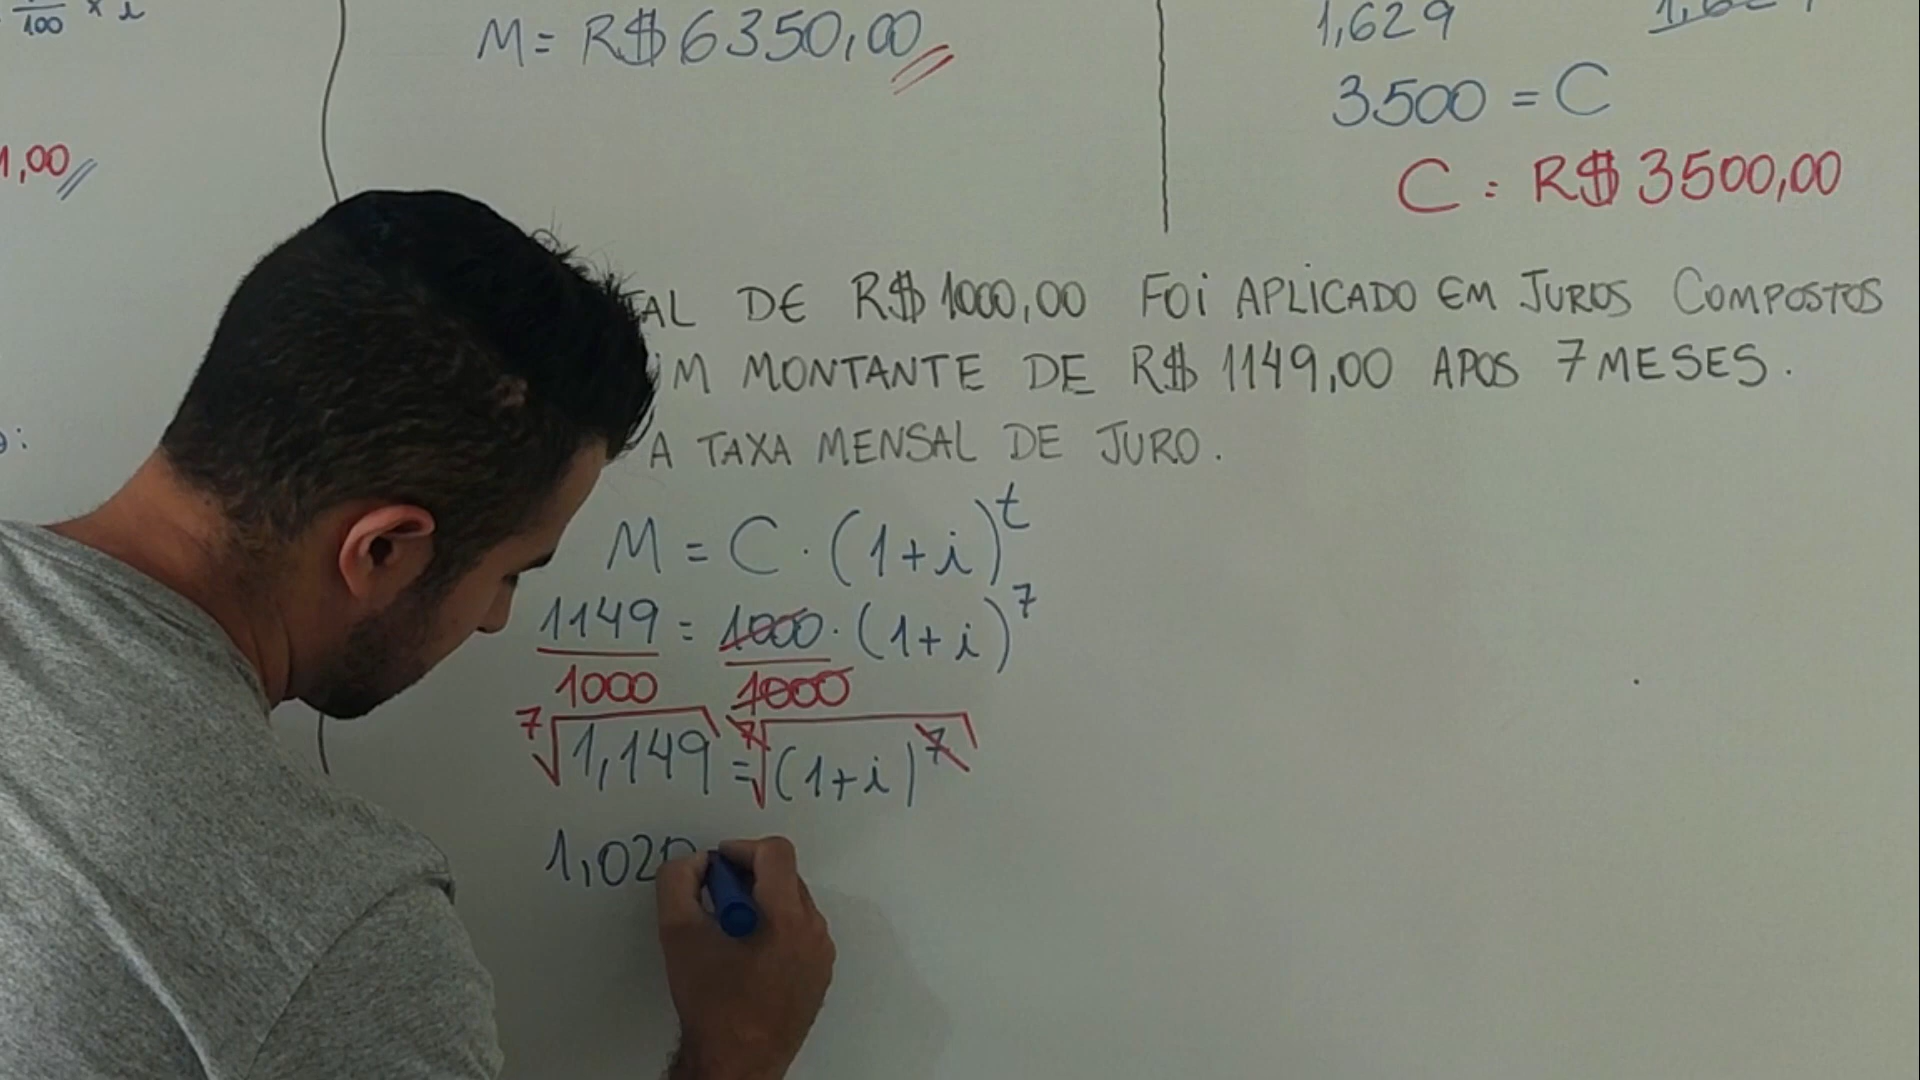 100 x i
M = R$ 6350,00
1,629
3500 = C
1,00
C = R$ 3500,00
DE R$ 1000,00 FOI APLICADO EM JUROS COMPOSTOS
MONTANTE DE R$ 1149,00 APOS 7 MESES.
A TAXA MENSAL DE JURO.
M = C · (1+i)^t
1149 = 1000 · (1+i)^7
1000 1000
7√1,149 = 7√(1+i)^7
1,02